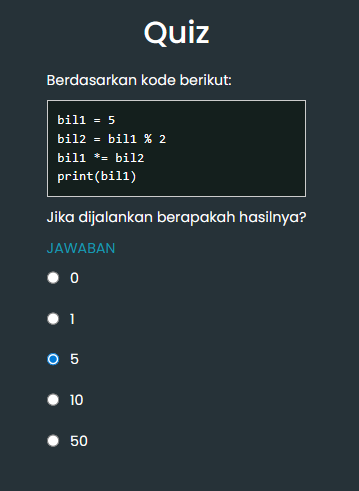 Quiz
Berdasarkan kode berikut:
bil1 = 5
bil2 = bil1 % 2
bil1 *= bil2
print(bil1)
Jika dijalankan berapakah hasilnya?
JAWABAN
0
1
5
10
50